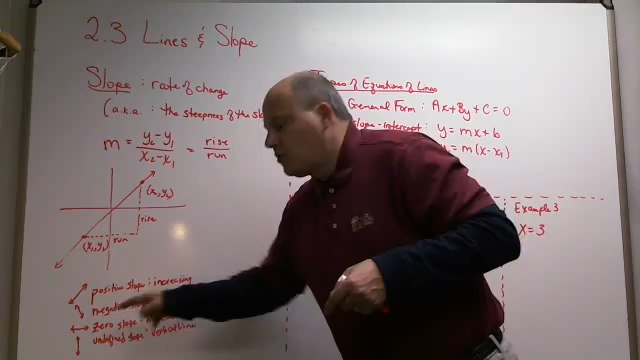 2.3 Lines & Slope
Slope : rate of change
(a.k.a. : the steepness of the
m = y₂-y₁ / x₂-x₁ = rise / run
(x₂,y₂)
rise
run
(x₁,y₁)
positive slope : increasing
zero slope :
undefined slope : vertical line
Types of Equations of Lines
General Form : Ax+By+C=0
slope-intercept : y=mx+b
= m(x-x₁)
Example 3
x=3